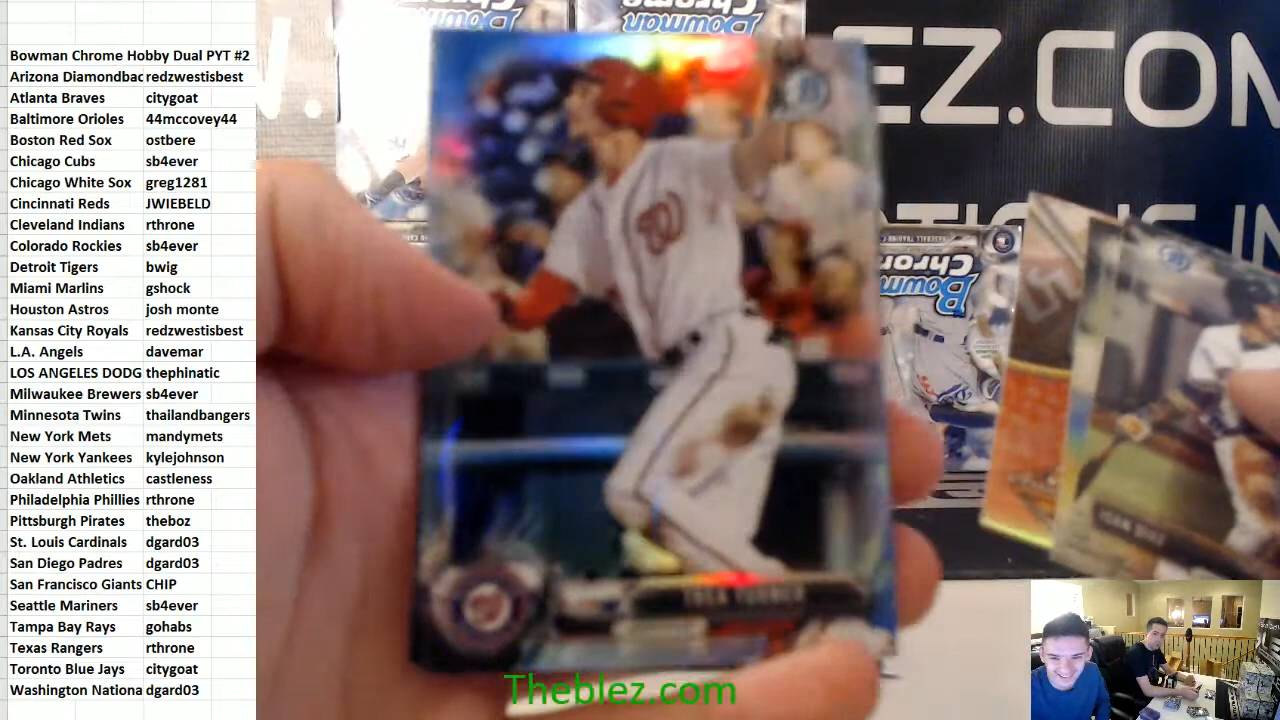 Bowman Chrome Hobby Dual PYT #2
Arizona Diamondbac redzwestisbest
Atlanta Braves citygoat
Baltimore Orioles 44mccovey44
Boston Red Sox ostbere
Chicago Cubs sb4ever
Chicago White Sox greg1281
Cincinnati Reds JWIEBELD
Cleveland Indians rthrone
Colorado Rockies sb4ever
Detroit Tigers bwig
Miami Marlins gshock
Houston Astros josh monte
Kansas City Royals redzwestisbest
L.A. Angels davemar
LOS ANGELES DODG thephinatic
Milwaukee Brewers sb4ever
Minnesota Twins thailandbangers
New York Mets mandymets
New York Yankees kylejohnson
Oakland Athletics castleness
Philadelphia Phillies rthrone
Pittsburgh Pirates theboz
St. Louis Cardinals dgard03
San Diego Padres dgard03
San Francisco Giants CHIP
Seattle Mariners sb4ever
Tampa Bay Rays gohabs
Texas Rangers rthrone
Toronto Blue Jays citygoat
Washington Nationa dgard03
Bowman
Bowman
EZ.COM
Chro
Bowm
W
TREA TURNER
Theblez.com